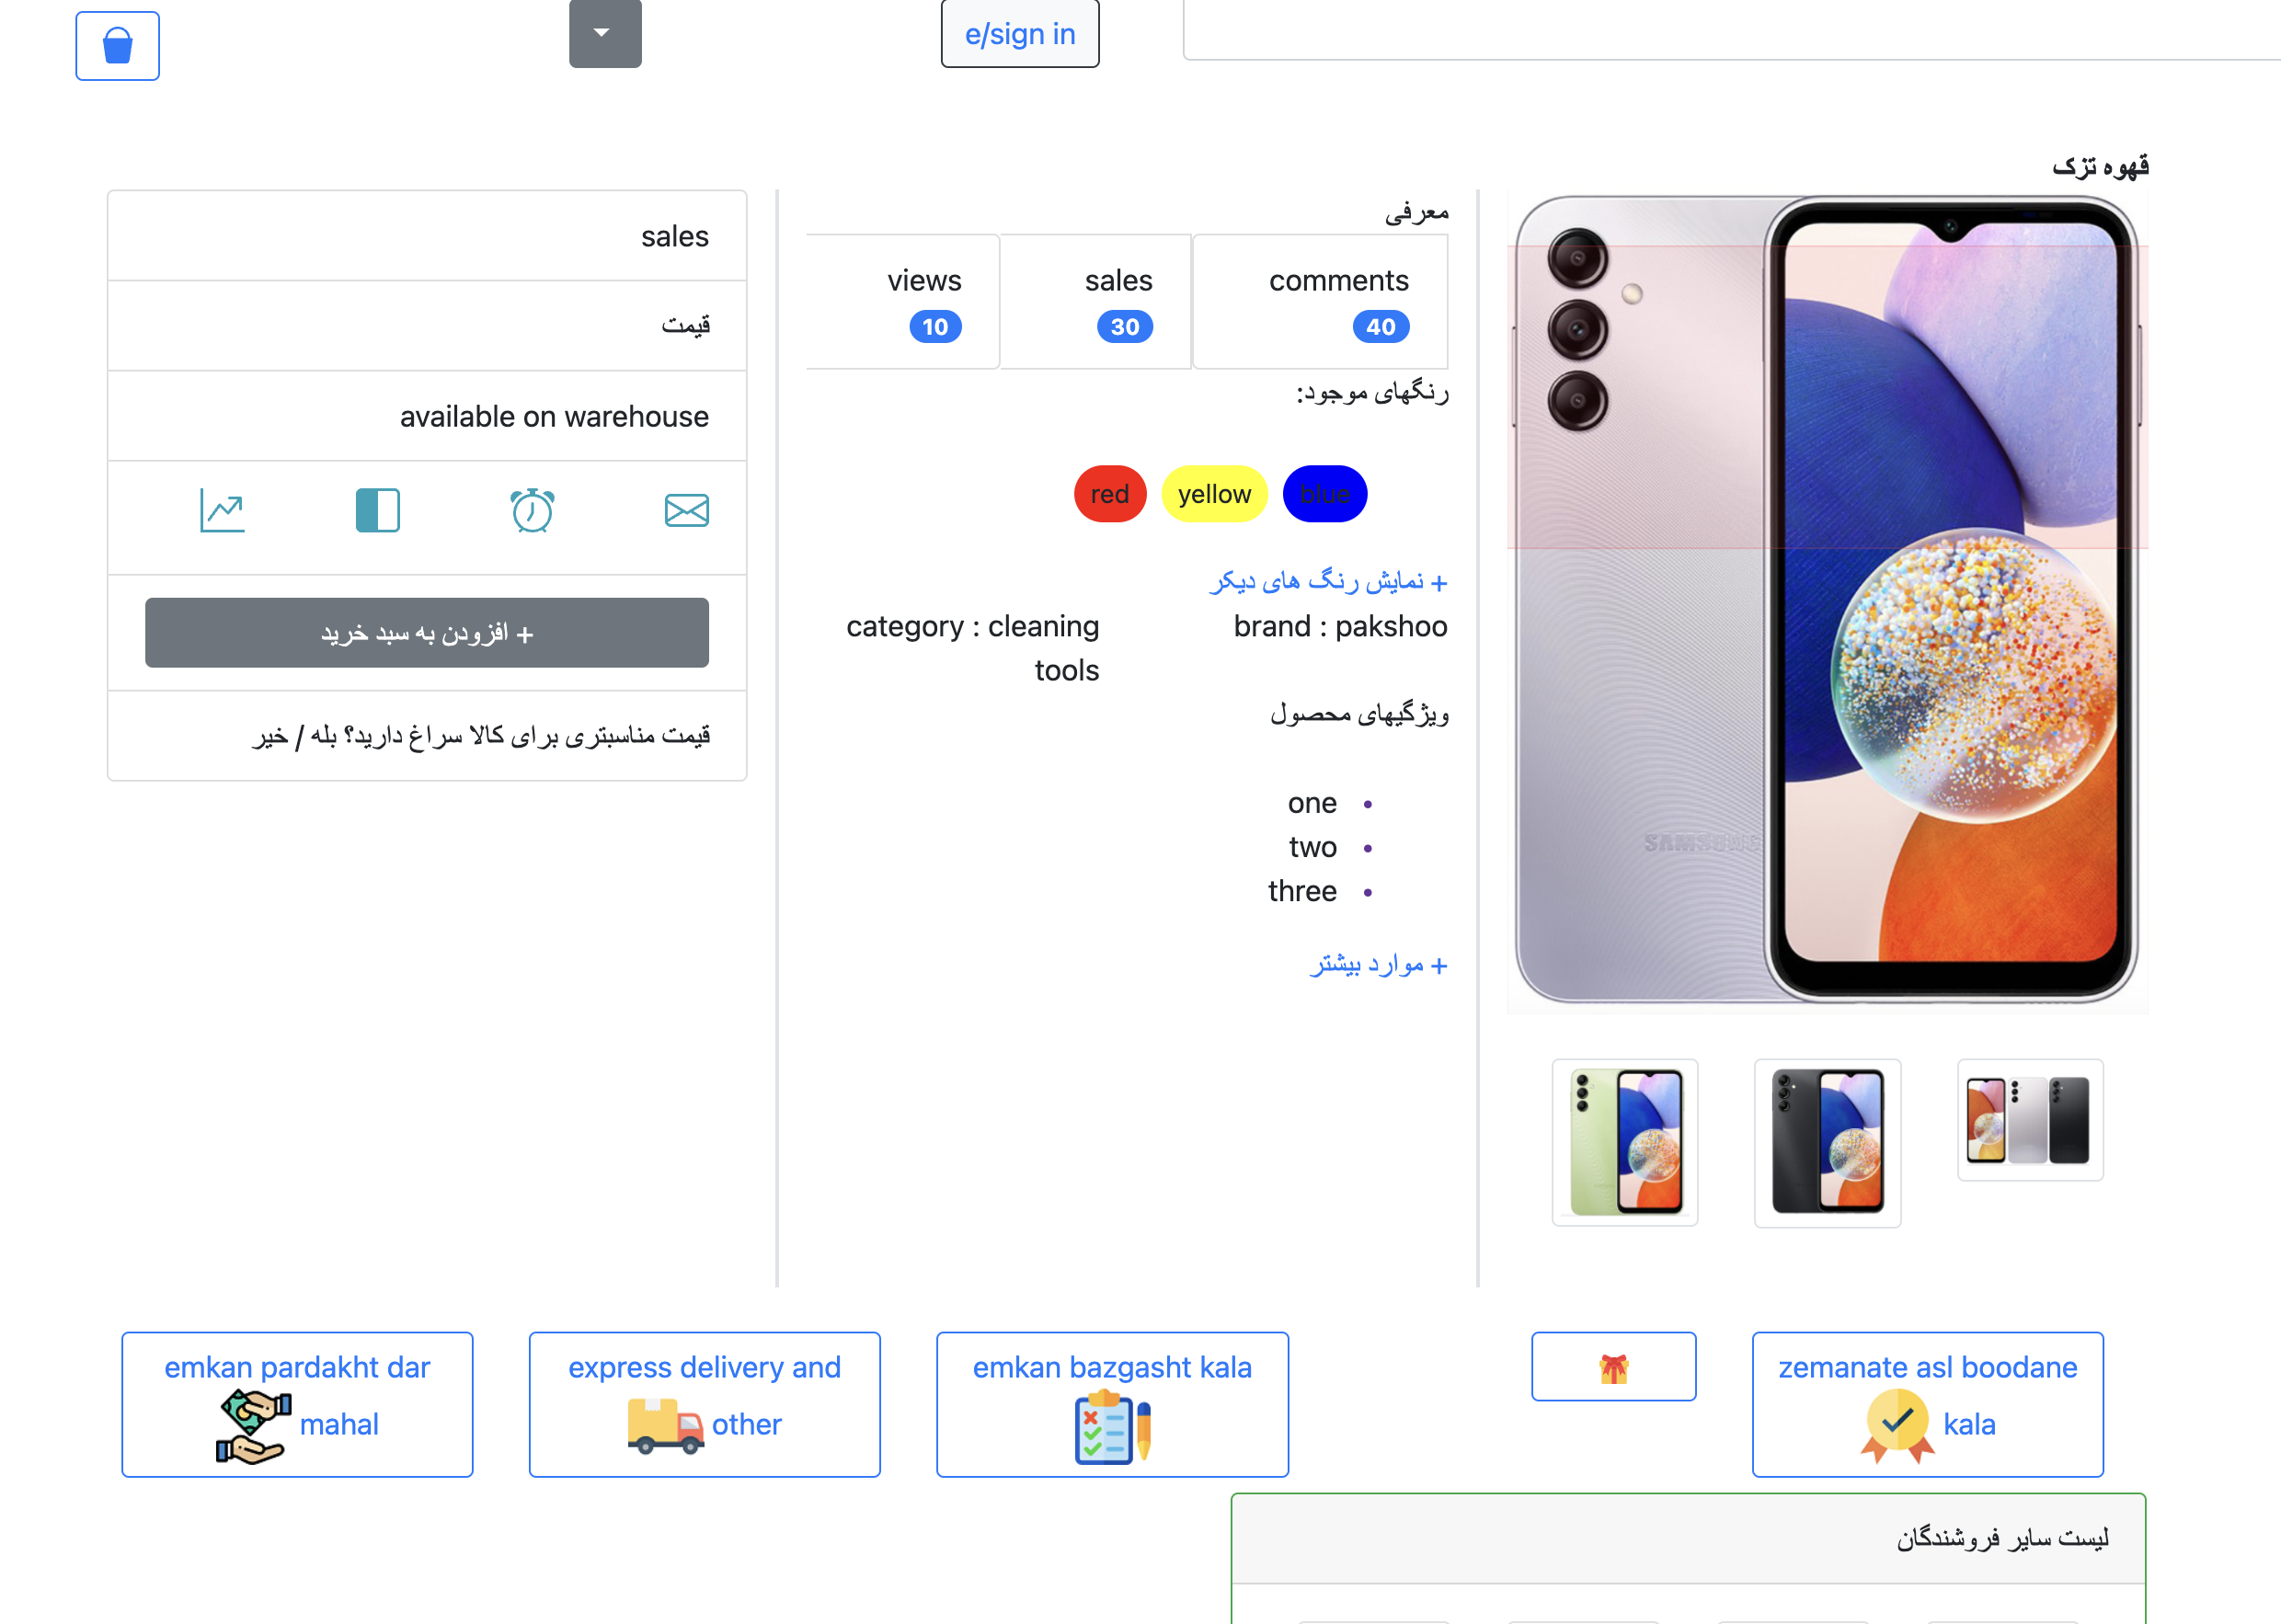 e/sign in
قهوه تزک
معرفی
comments
40
sales
30
views
10
رنگهای موجود:
blue
yellow
red
+ نمایش رنگ های دیکر
brand : pakshoo
category : cleaning
tools
ویژگیهای محصول
one
two
three
+ موارد بیشتر
sales
قیمت
available on warehouse
+ افزودن به سبد خرید
قیمت مناسبتری برای کالا سراغ دارید؟ بله / خیر
SAMSUNG
zemanate asl boodane
kala
emkan bazgasht kala
express delivery and
other
emkan pardakht dar
mahal
لیست سایر فروشندگان